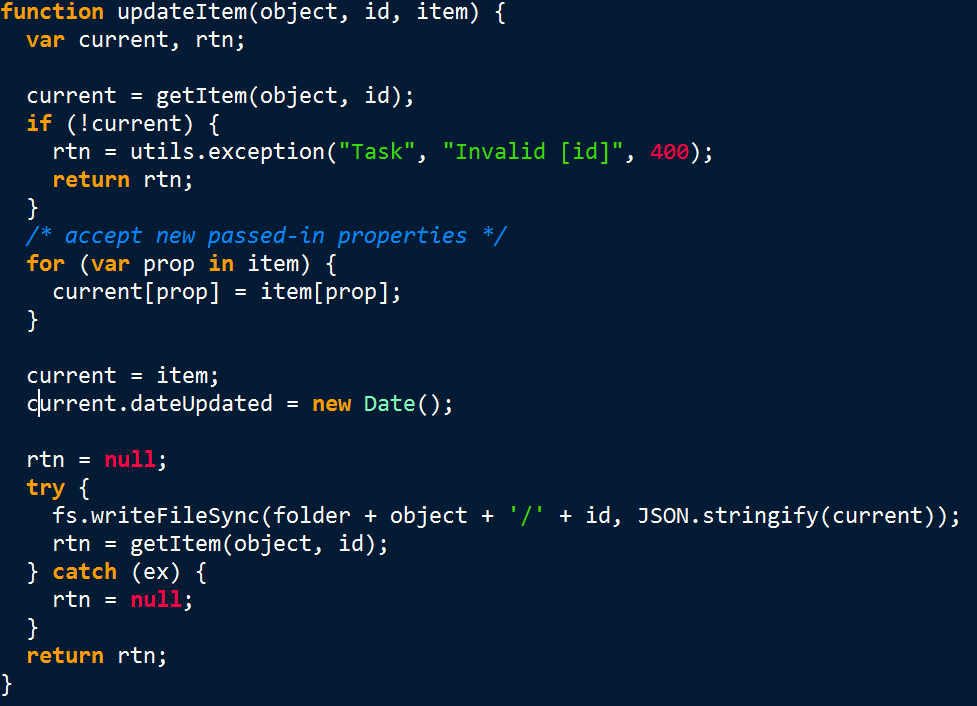 function updateItem(object, id, item) {
  var current, rtn;

  current = getItem(object, id);
  if (!current) {
    rtn = utils.exception("Task", "Invalid [id]", 400);
    return rtn;
  }
  /* accept new passed-in properties */
  for (var prop in item) {
    current[prop] = item[prop];
  }

  current = item;
  current.dateUpdated = new Date();

  rtn = null;
  try {
    fs.writeFileSync(folder + object + '/' + id, JSON.stringify(current));
    rtn = getItem(object, id);
  } catch (ex) {
    rtn = null;
  }
  return rtn;
}